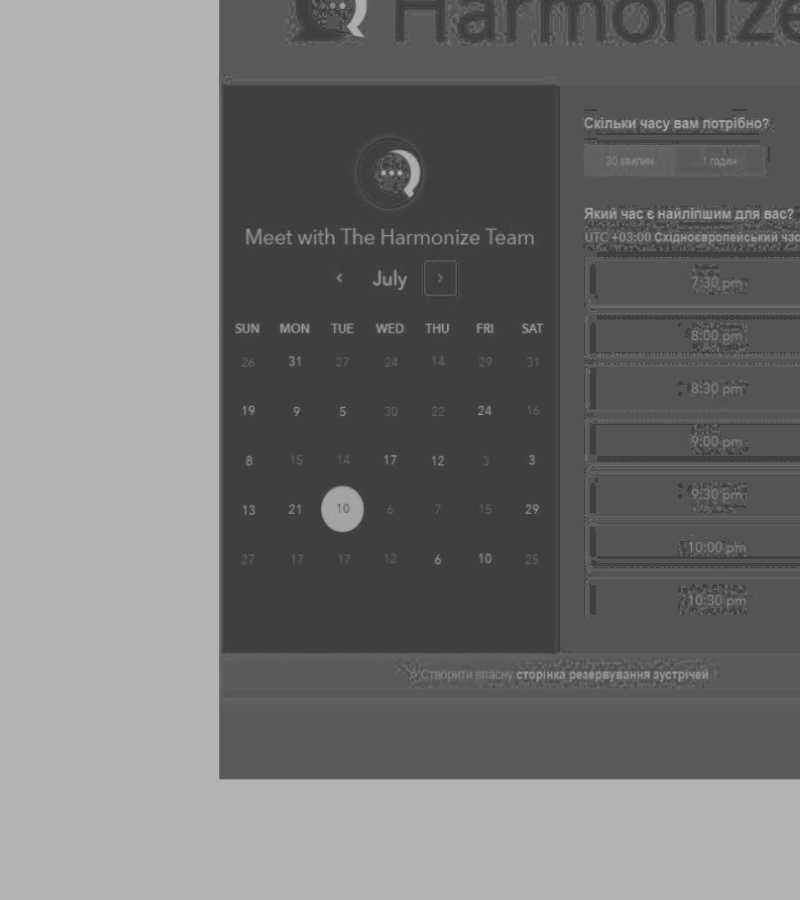 Harmonize
Meet with The Harmonize Team
‹ July ›
SUN MON TUE WED THU FRI SAT
26 31 27 24 14 29 31
19 9 5 30 22 24 16
8 15 14 17 12 3 3
13 21 10 6 7 15 29
27 17 17 12 6 10 25
Скільки часу вам потрібно?
30 хвилин 1 годин
Який час є найліпшим для вас?
UTC +03:00 Східноєвропейський час
7:30 pm
8:00 pm
8:30 pm
9:00 pm
9:30 pm
10:00 pm
10:30 pm
Створити власну сторінка резервування зустрічей